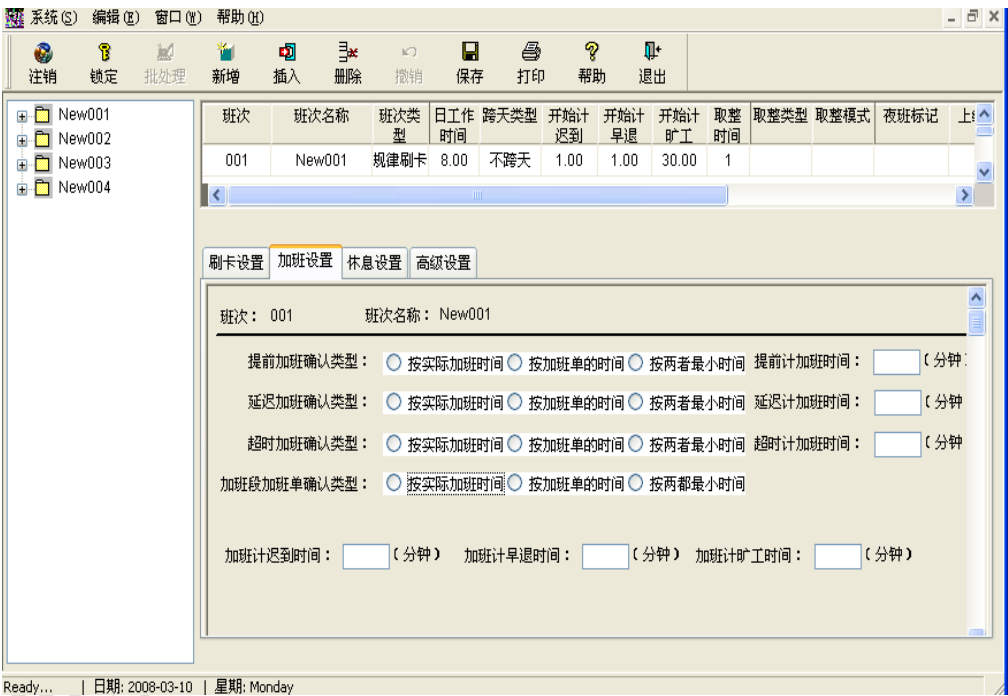 系统(S) 编辑(E) 窗口(W) 帮助(H)
注销 锁定 批处理 新增 插入 删除 撤销 保存 打印 帮助 退出
New001
New002
New003
New004
班次 班次名称 班次类型 日工作时间 跨天类型 开始计迟到 开始计早退 开始计旷工 取整时间 取整类型 取整模式 夜班标记
001 New001 规律刷卡 8.00 不跨天 1.00 1.00 30.00 1
刷卡设置 加班设置 休息设置 高级设置
班次： 001 班次名称： New001
提前加班确认类型： 按实际加班时间 按加班单的时间 按两者最小时间 提前计加班时间： (分钟
延迟加班确认类型： 按实际加班时间 按加班单的时间 按两者最小时间 延迟计加班时间： (分钟
超时加班确认类型： 按实际加班时间 按加班单的时间 按两者最小时间 超时计加班时间： (分钟
加班段加班单确认类型： 按实际加班时间 按加班单的时间 按两都最小时间
加班计迟到时间： (分钟) 加班计早退时间： (分钟) 加班计旷工时间： (分钟)
Ready... 日期: 2008-03-10 星期: Monday